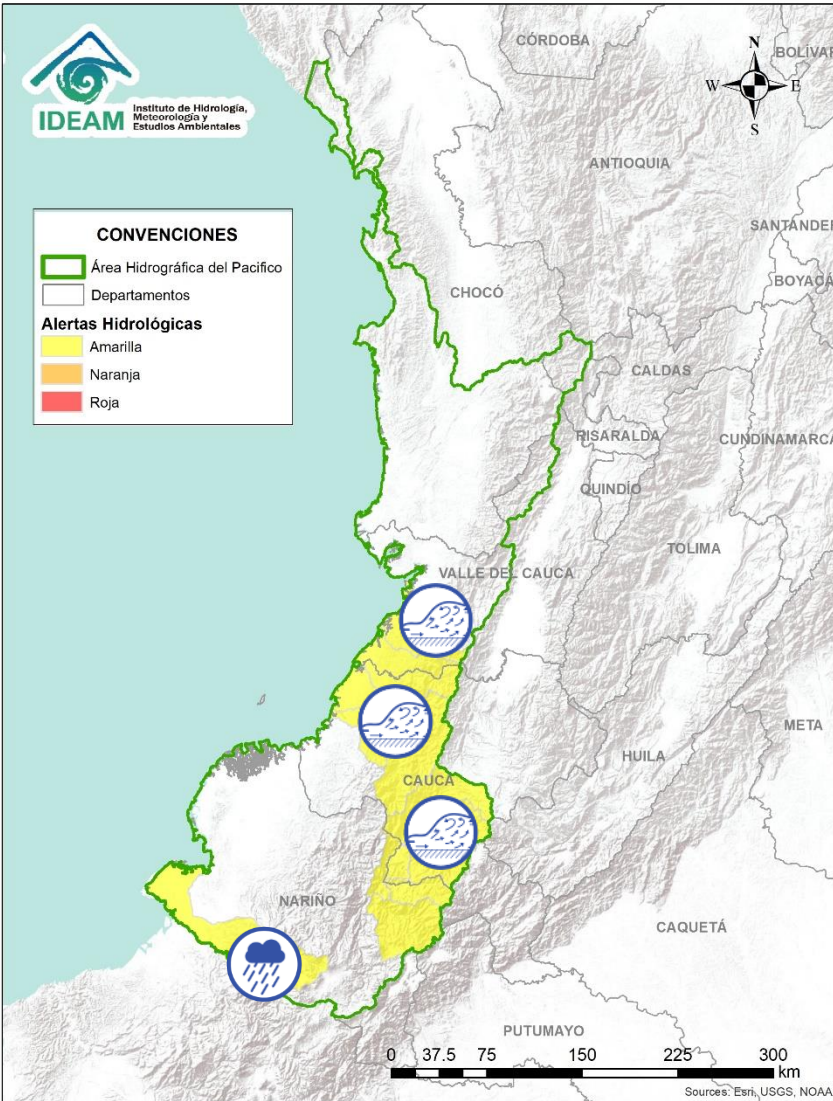 IDEAM
Instituto de Hidrología,
Meteorología y
Estudios Ambientales
CÓRDOBA
BOLÍVAR
N
W E
S
ANTIOQUIA
SANTANDER
BOYACÁ
CONVENCIONES
Área Hidrográfica del Pacifico
Departamentos
Alertas Hidrológicas
Amarilla
Naranja
Roja
CHOCÓ
CALDAS
RISARALDA
CUNDINAMARCA
QUINDÍO
TOLIMA
VALLE DEL CAUCA
META
HUILA
CAUCA
NARIÑO
CAQUETÁ
PUTUMAYO
0 37.5 75 150 225 300
km
Sources: Esri, USGS, NOAA